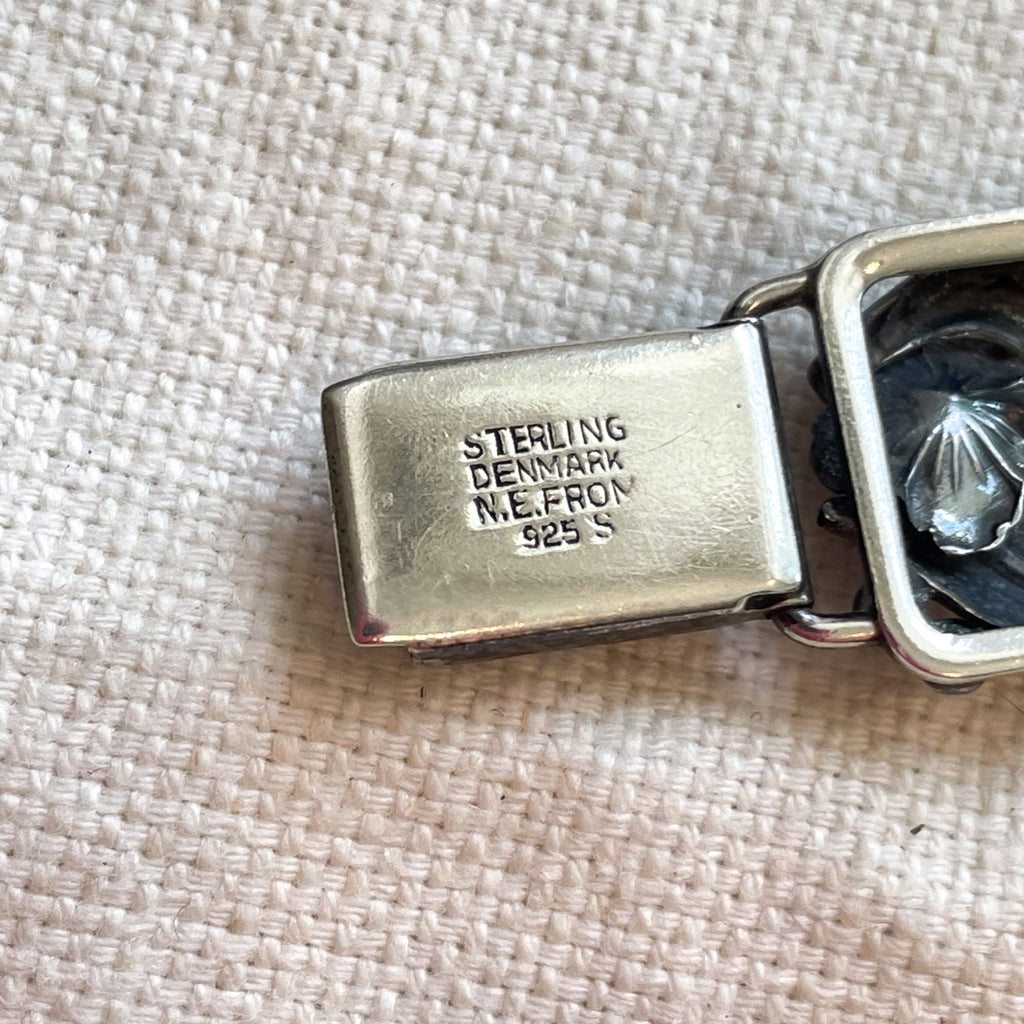 STERLING
DENMARK
N.E.FROM
925 S